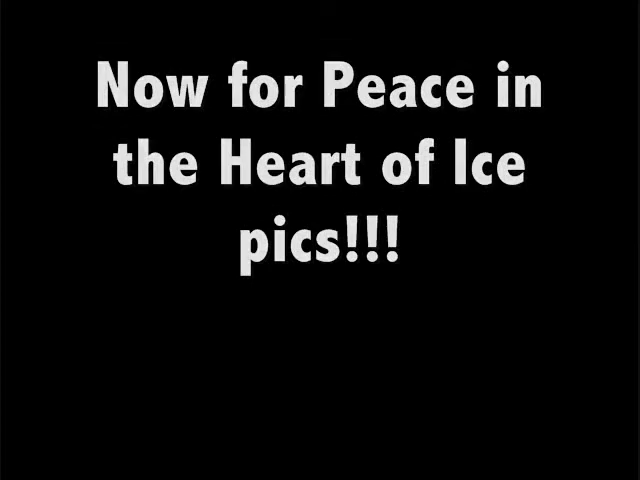 Now for Peace in
the Heart of Ice
pics!!!